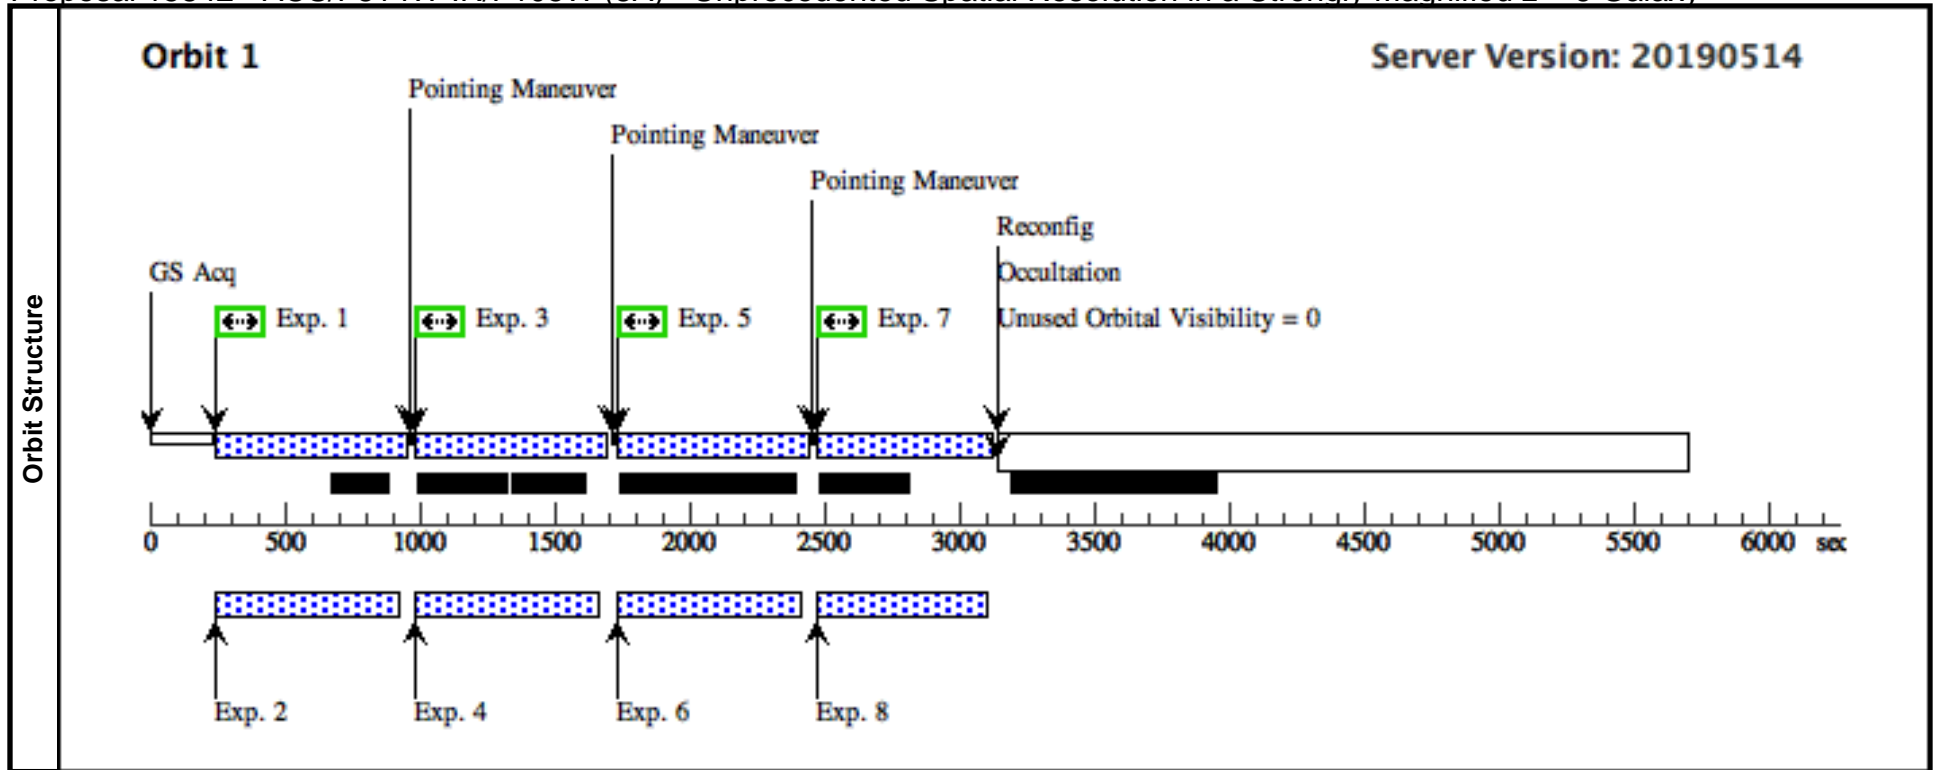 Orbit 1
Server Version: 20190514
Pointing Maneuver
Pointing Maneuver
Pointing Maneuver
Reconfig
GS Acq
Occultation
Exp. 1
Exp. 3
Exp. 5
Exp. 7
Unused Orbital Visibility = 0
Orbit Structure
0 500 1000 1500 2000 2500 3000 3500 4000 4500 5000 5500 6000 sec
Exp. 2
Exp. 4
Exp. 6
Exp. 8